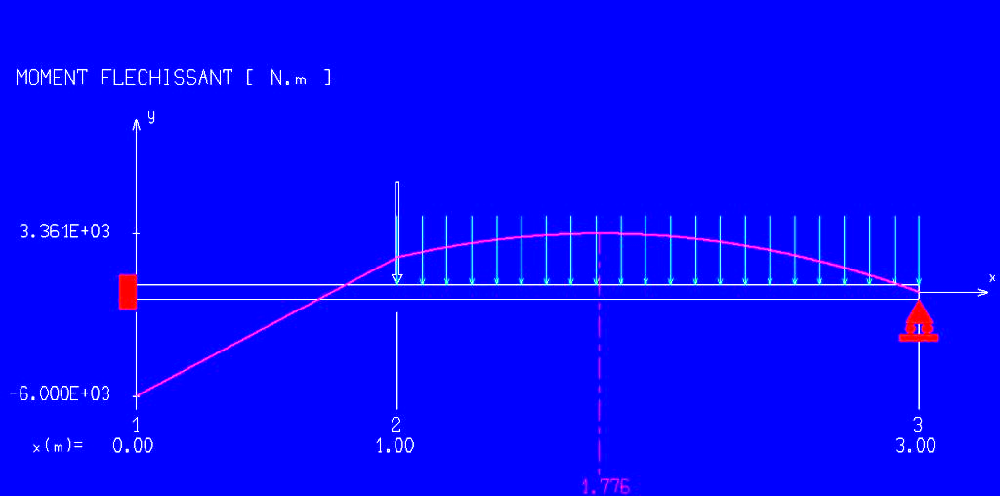 MOMENT FLECHISSANT [ N.m ]
y
3.361E+03
x
-6.000E+03
1 2 3
x(m)= 0.00 1.00 3.00
1.776